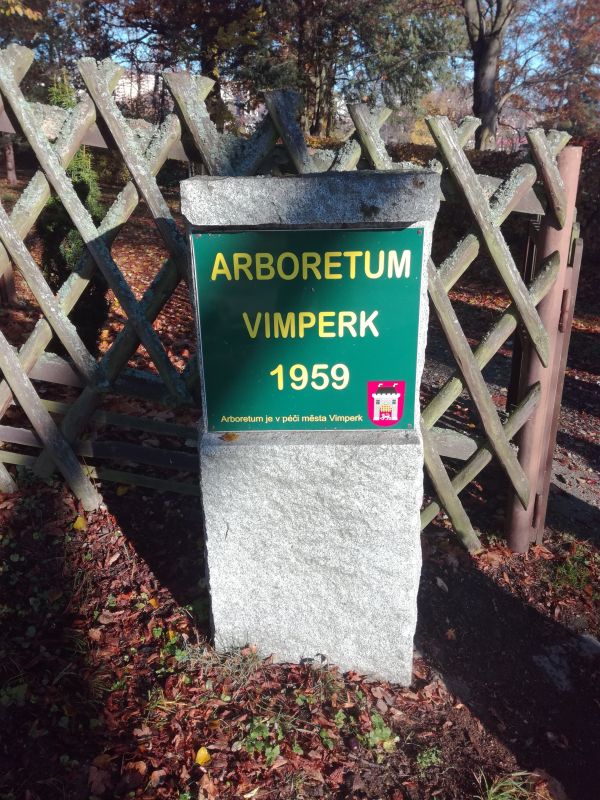 ARBORETUM
VIMPERK
1959
Arboretum je v péči města Vimperk